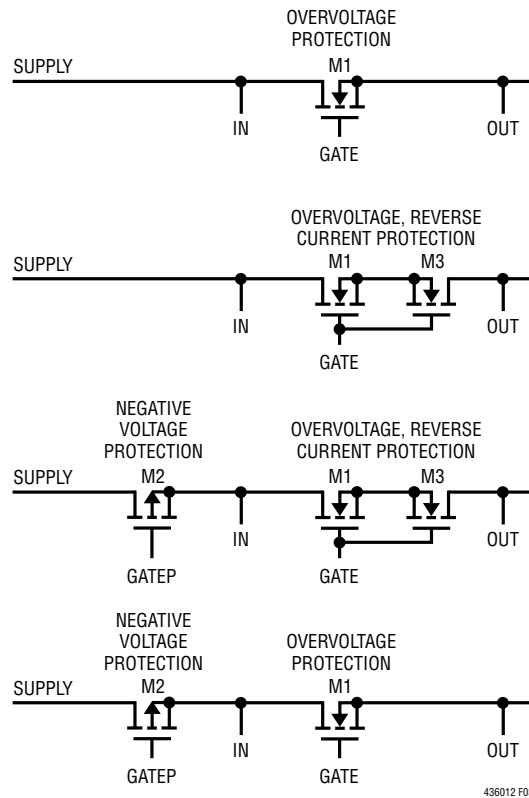 OVERVOLTAGE
PROTECTION
SUPPLY
M1
IN
OUT
GATE
OVERVOLTAGE, REVERSE
CURRENT PROTECTION
SUPPLY
M1
M3
IN
OUT
GATE
NEGATIVE
VOLTAGE
PROTECTION
OVERVOLTAGE, REVERSE
CURRENT PROTECTION
SUPPLY
M2
M1
M3
IN
OUT
GATEP
GATE
NEGATIVE
VOLTAGE
PROTECTION
OVERVOLTAGE
PROTECTION
SUPPLY
M2
M1
IN
OUT
GATEP
GATE